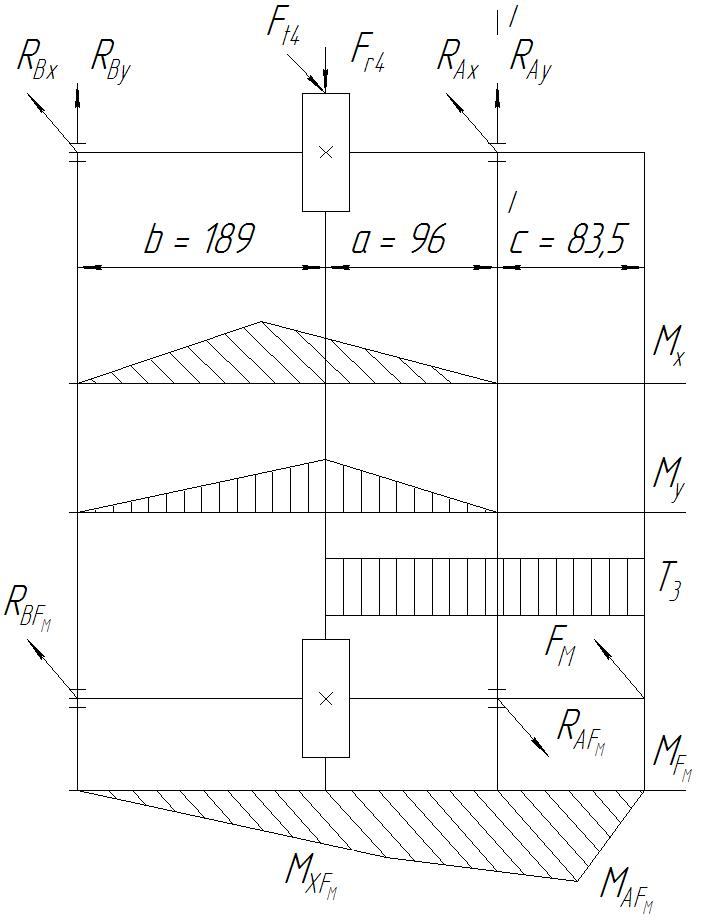 F_t4 F_r4
R_Bx R_By R_Ax R_Ay I
I
b = 189 a = 96 c = 83,5
M_x
M_y
T_3
R_BF_M F_M
R_AF_M
M_F_M
M_XF_M M_AF_M